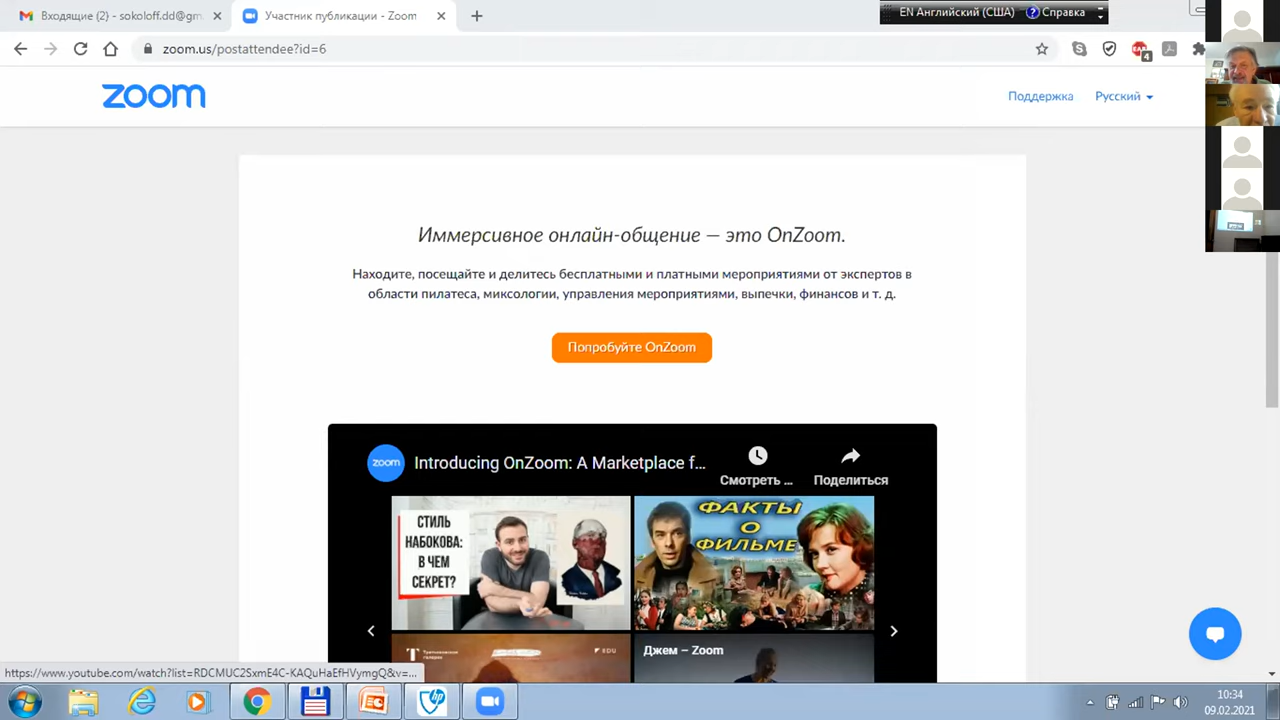 Входящие (2) - sokoloff.dd@gm
Участник публикации - Zoom
EN Английский (США)
Справка
zoom.us/postattendee?id=6
4
zoom
Поддержка
Русский
Иммерсивное онлайн-общение — это OnZoom.
Находите, посещайте и делитесь бесплатными и платными мероприятиями от экспертов в
области пилатеса, миксологии, управления мероприятиями, выпечки, финансов и т. д.
Попробуйте OnZoom
zoom
Introducing OnZoom: A Marketplace f...
Смотреть ...
Поделиться
СТИЛЬ
НАБОКОВА:
В ЧЕМ
СЕКРЕТ?
ФАКТЫ
О
ФИЛЬМЕ
EDU
Джем – Zoom
https://www.youtube.com/watch?list=RDCMUC2SxmE4C-KAQuHaEfHVymgQ&v=...
10:34
09.02.2021